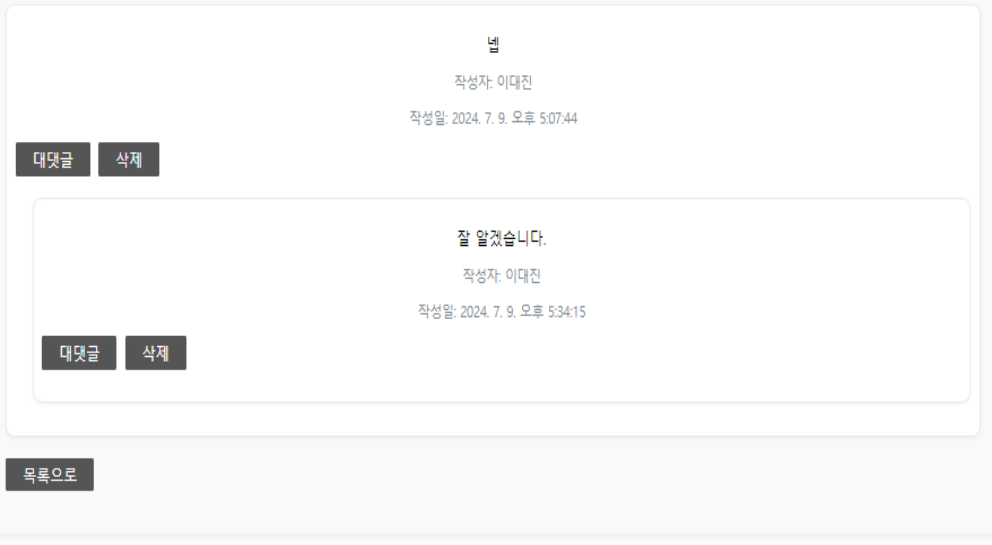 넵
작성자: 이대진
작성일: 2024. 7. 9. 오후 5:07:44
대댓글 삭제
잘 알겠습니다.
작성자: 이대진
작성일: 2024. 7. 9. 오후 5:34:15
대댓글 삭제
목록으로